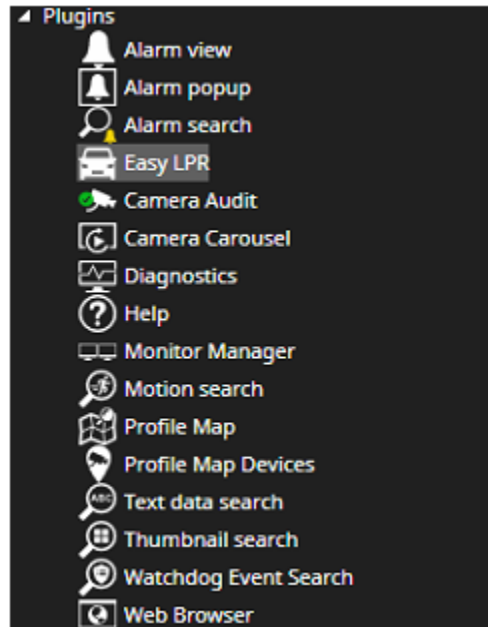 Plugins
Alarm view
Alarm popup
Alarm search
Easy LPR
Camera Audit
Camera Carousel
Diagnostics
Help
Monitor Manager
Motion search
Profile Map
Profile Map Devices
ABC Text data search
Thumbnail search
Watchdog Event Search
Web Browser